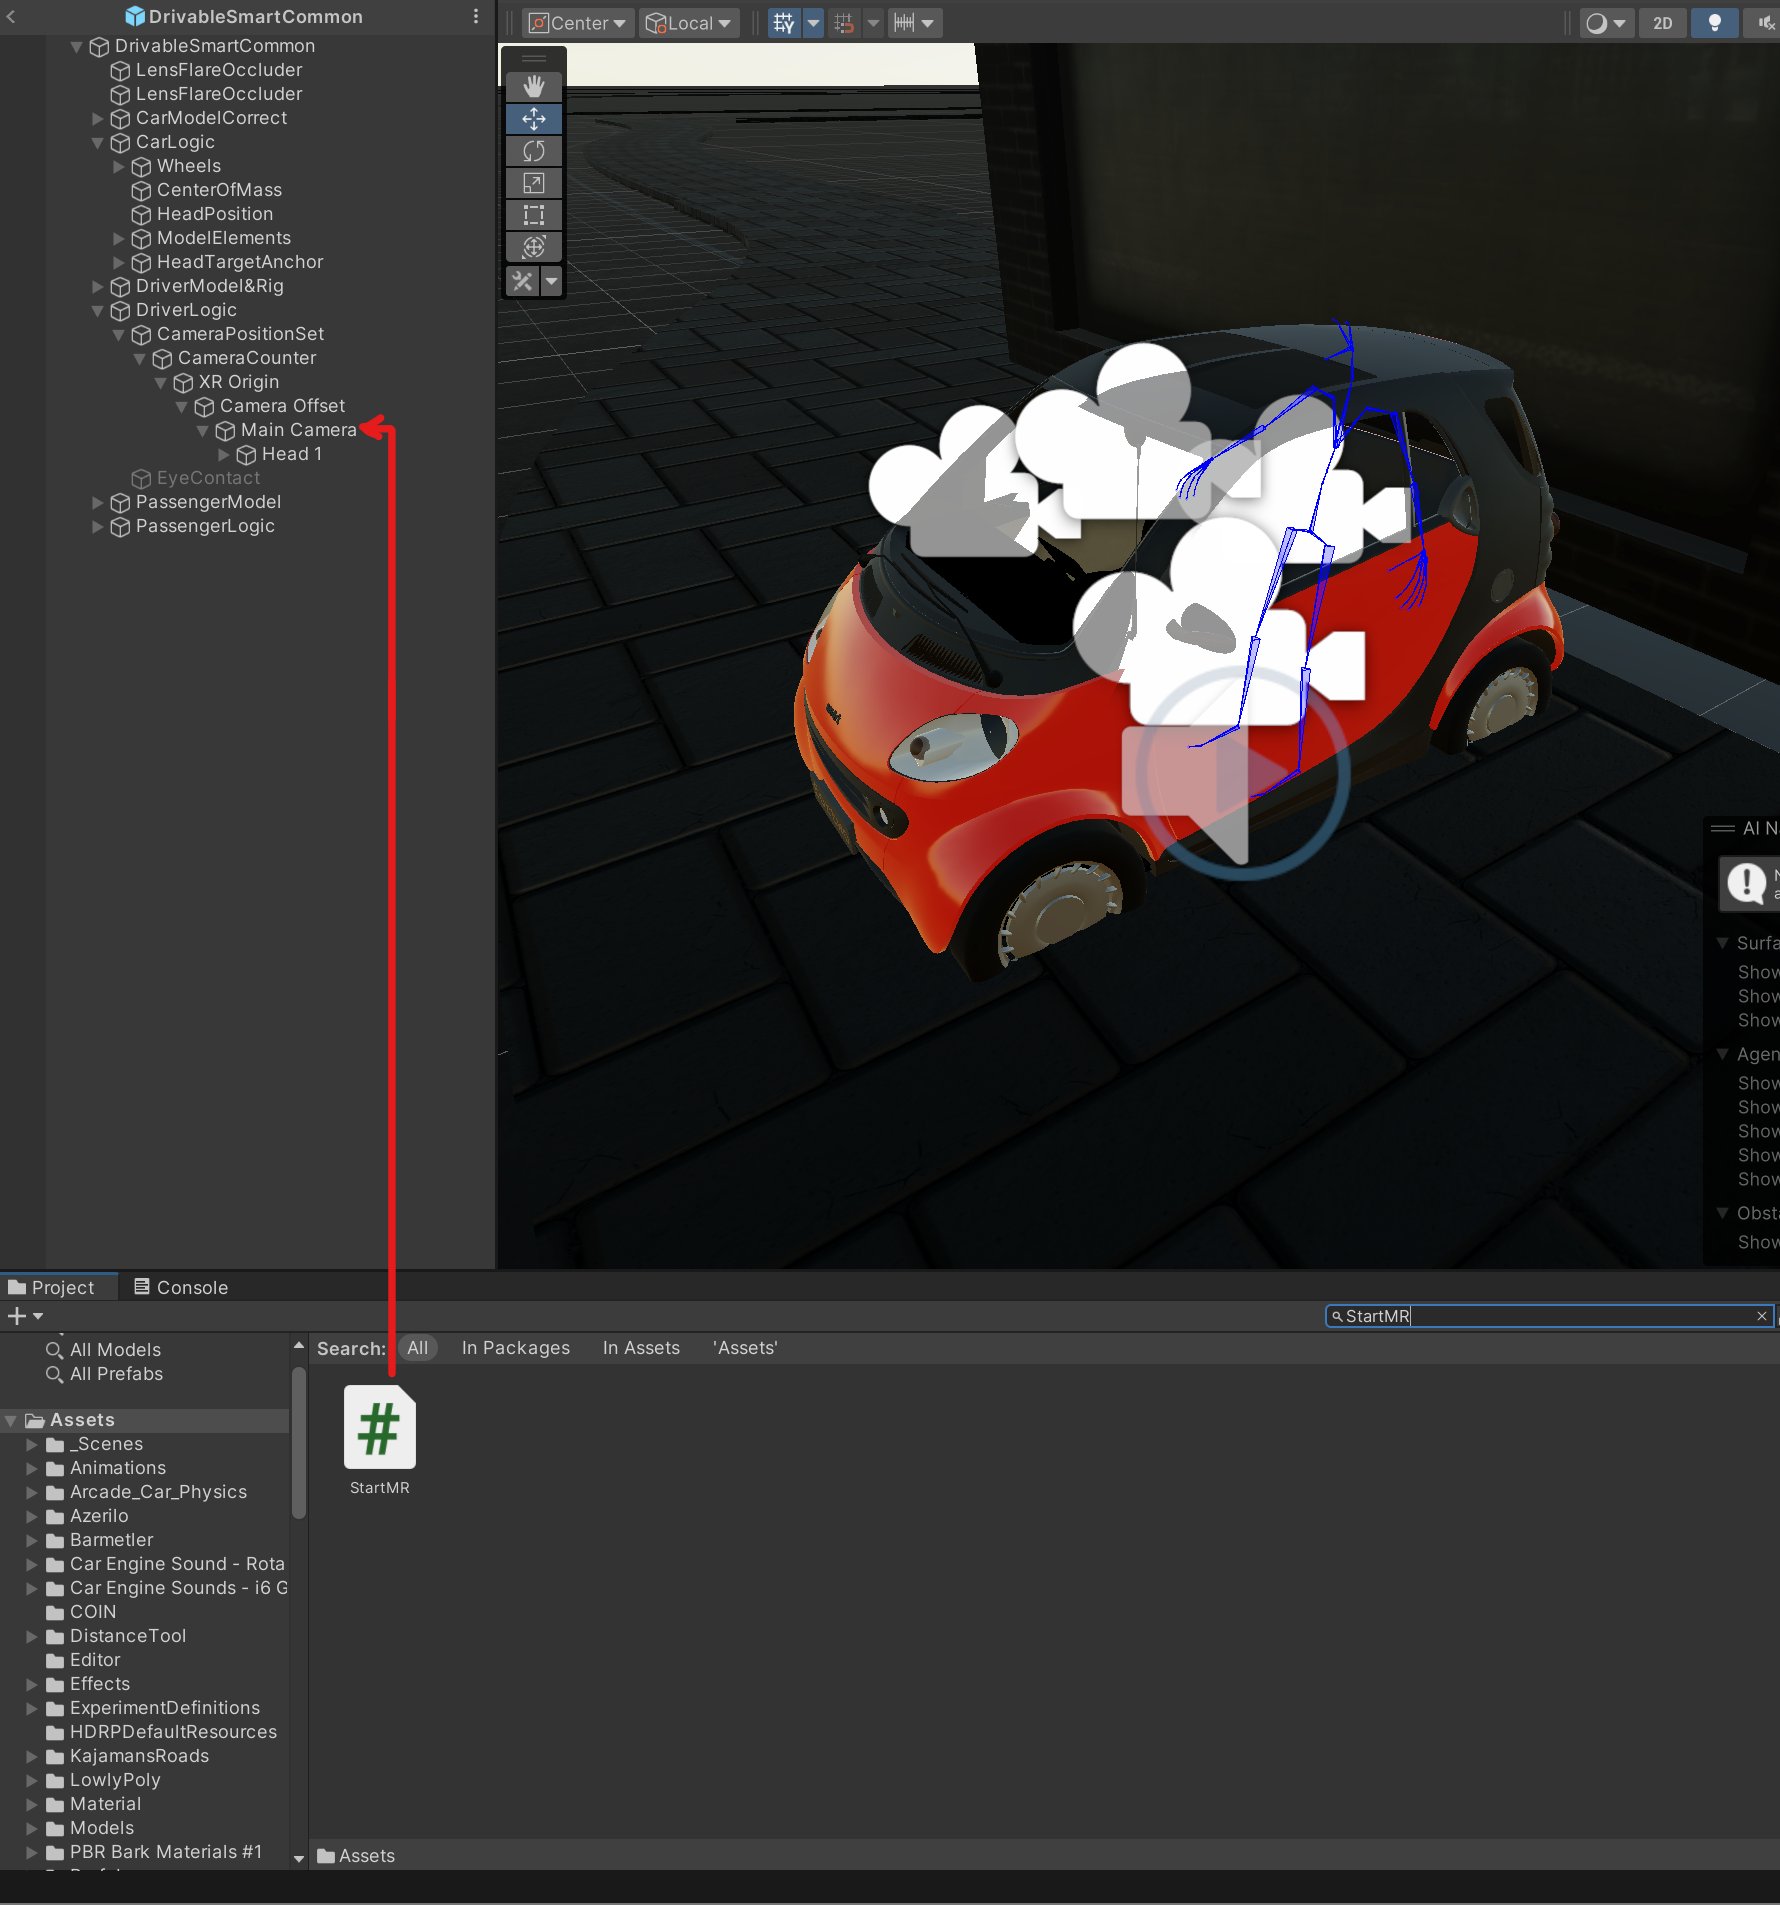 DrivableSmartCommon
DrivableSmartCommon
LensFlareOccluder
LensFlareOccluder
CarModelCorrect
CarLogic
Wheels
CenterOfMass
HeadPosition
ModelElements
HeadTargetAnchor
DriverModel&Rig
DriverLogic
CameraPositionSet
CameraCounter
XR Origin
Camera Offset
Main Camera
Head 1
EyeContact
PassengerModel
PassengerLogic
Center
Local
2D
AI N
Surfa
Show
Show
Show
Agen
Show
Show
Show
Show
Show
Obsta
Show
Project
Console
StartMR
All Models
All Prefabs
Assets
_Scenes
Animations
Arcade_Car_Physics
Azerilo
Barmetler
Car Engine Sound - Rota
Car Engine Sounds - i6 G
COIN
DistanceTool
Editor
Effects
ExperimentDefinitions
HDRPDefaultResources
KajamansRoads
LowlyPoly
Material
Models
PBR Bark Materials #1
Search: All In Packages In Assets 'Assets'
StartMR
Assets